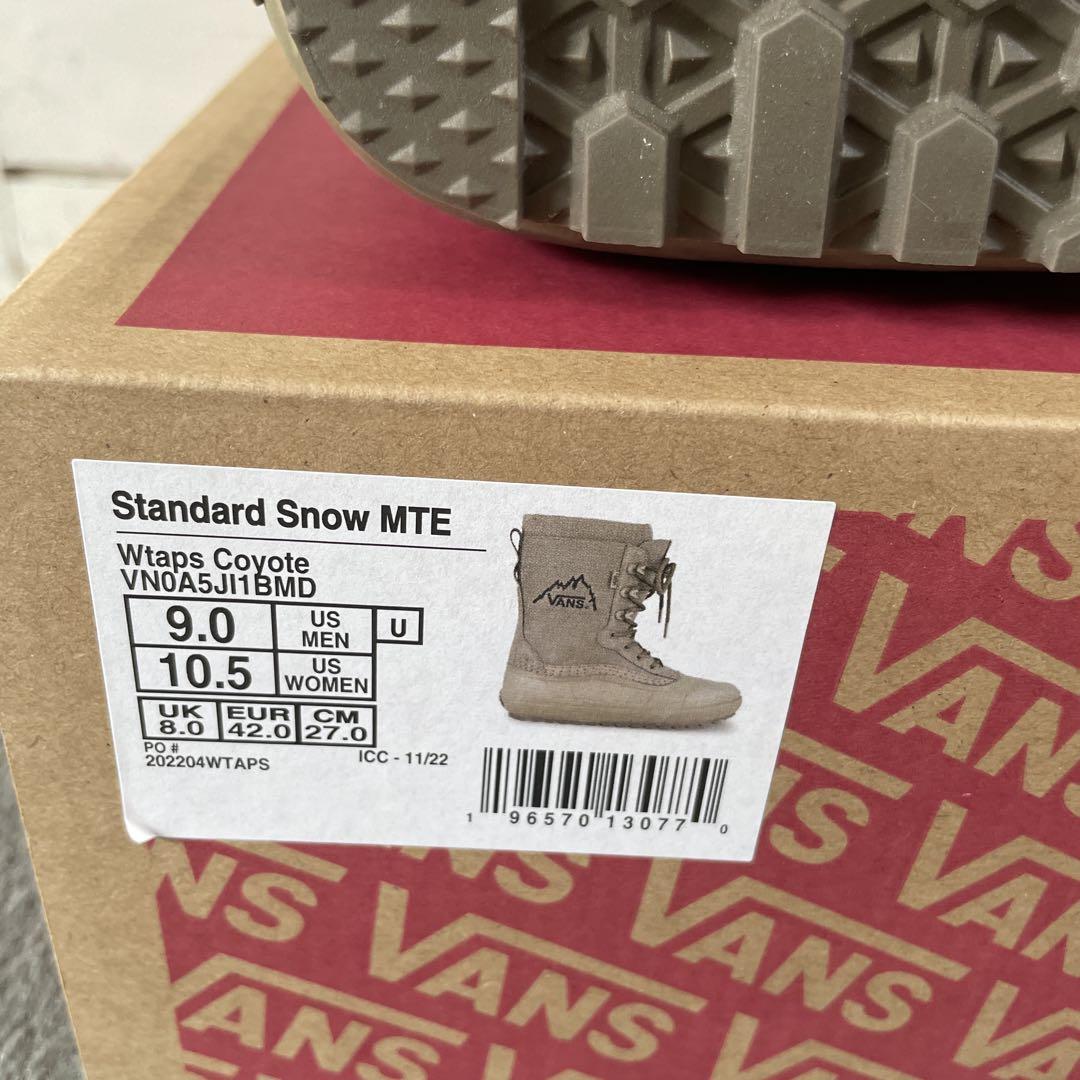 Standard Snow MTE
Wtaps Coyote
VN0A5JI1BMD
9.0 US MEN U
10.5 US WOMEN
UK 8.0 EUR 42.0 CM 27.0
PO #
202204WTAPS ICC - 11/22
VANS
1 96570 13077 0
VANS
VANS
VANS
VANS
VANS
VANS
VANS